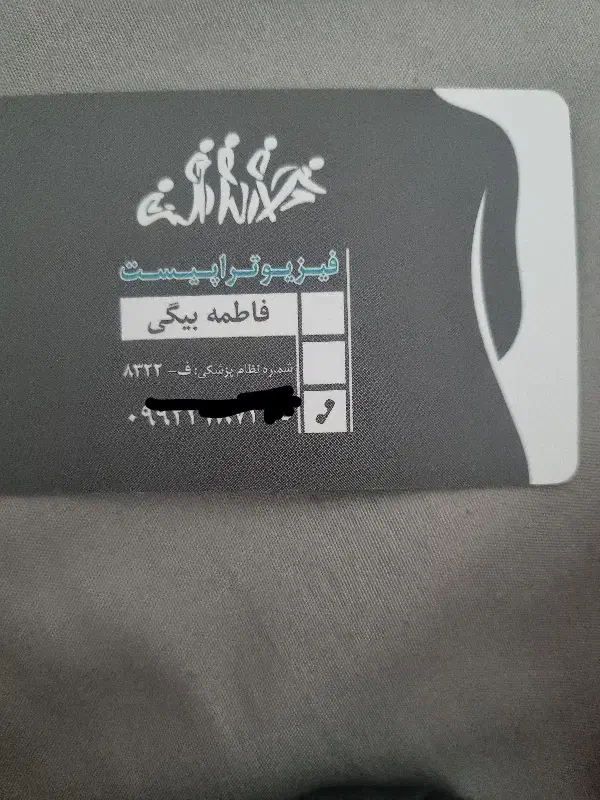 فیزیوتراپیست
فاطمه بیگی
شماره نظام پزشکی: ف- ۸۳۲۲